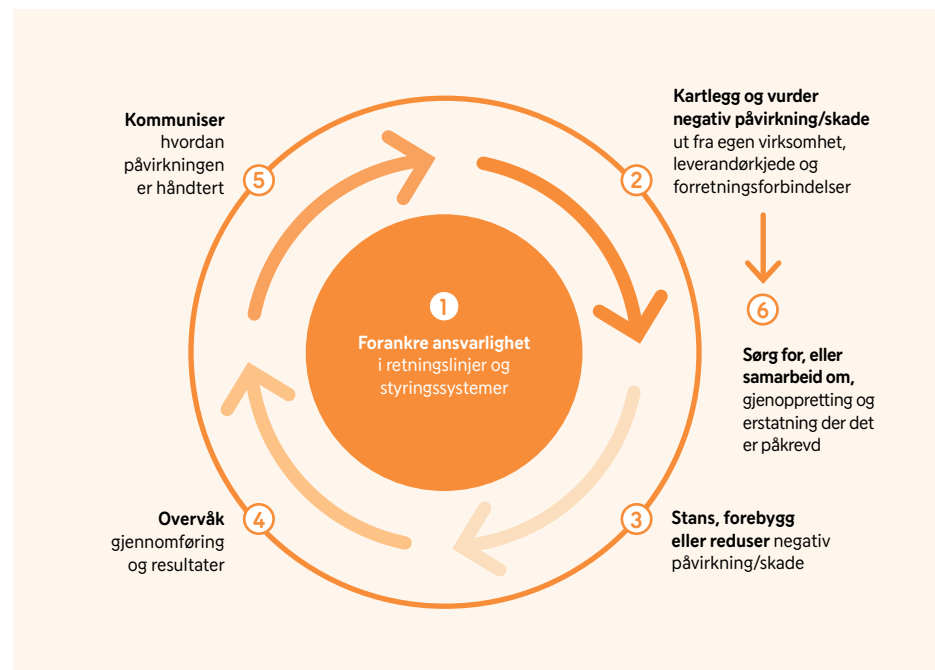 1
Forankre ansvarlighet
i retningslinjer og
styringssystemer
2
Kartlegg og vurder
negativ påvirkning/skade
ut fra egen virksomhet,
leverandørkjede og
forretningsforbindelser
3
Stans, forebygg
eller reduser negativ
påvirkning/skade
4
Overvåk
gjennomføring
og resultater
5
Kommuniser
hvordan
påvirkningen
er håndtert
6
Sørg for, eller
samarbeid om,
gjenoppretting og
erstatning der det
er påkrevd